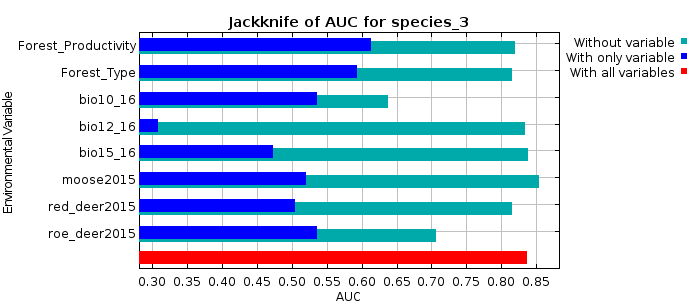 Jackknife of AUC for species_3
Environmental Variable
Forest_Productivity
Forest_Type
bio10_16
bio12_16
bio15_16
moose2015
red_deer2015
roe_deer2015
0.30 0.35 0.40 0.45 0.50 0.55 0.60 0.65 0.70 0.75 0.80 0.85
AUC
Without variable
With only variable
With all variables